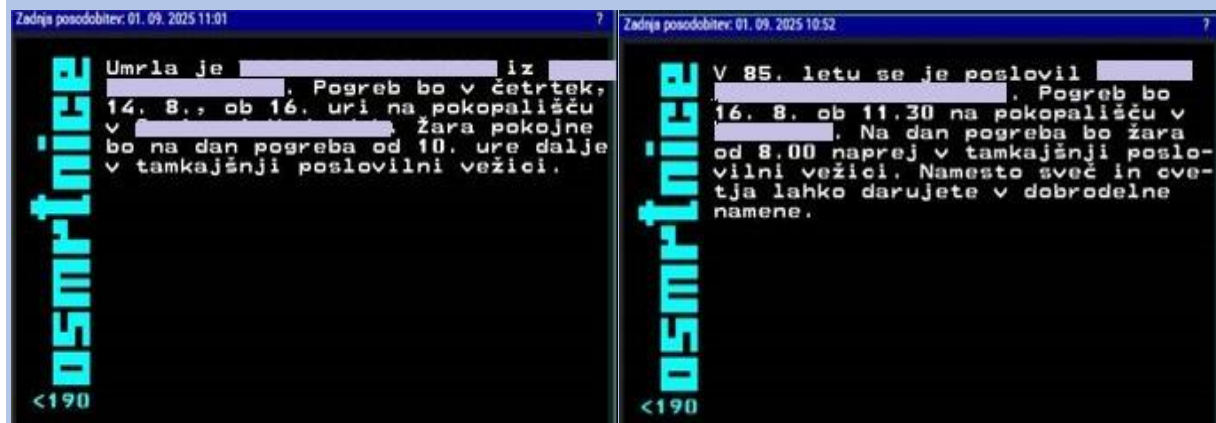 Zadnja posodobitev: 01. 09. 2025 11:01 ?
osmrtnice
Umrla je iz
. Pogreb bo v četrtek,
14. 8., ob 16. uri na pokopališču
v . Žara pokojne
bo na dan pogreba od 10. ure dalje
v tamkajšnji poslovilni vežici.
<190
Zadnja posodobitev: 01. 09. 2025 10:52 ?
osmrtnice
V 85. letu se je poslovil
. Pogreb bo
16. 8. ob 11.30 na pokopališču v
. Na dan pogreba bo žara
od 8.00 naprej v tamkajšnji poslo-
vilni vežici. Namesto sveč in cve-
tja lahko darujete v dobrodelne
namene.
<190